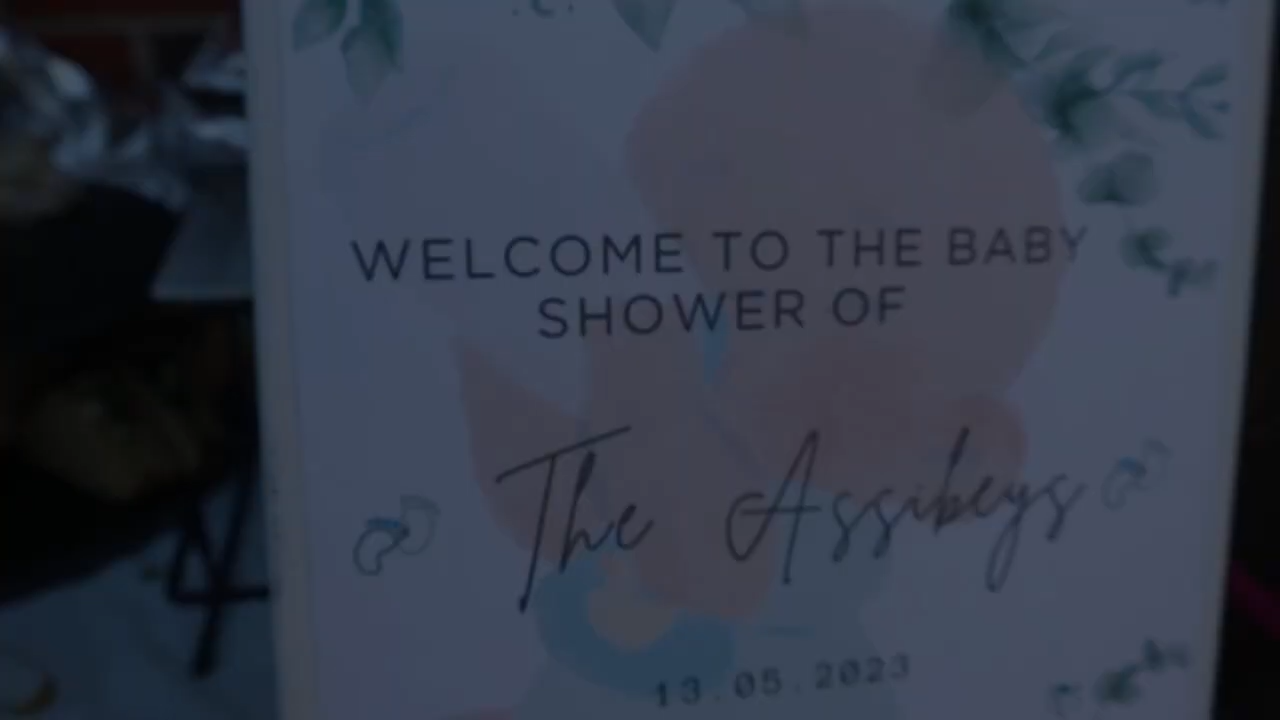 WELCOME TO THE BABY
SHOWER OF
The Assibeys
13.05.2023